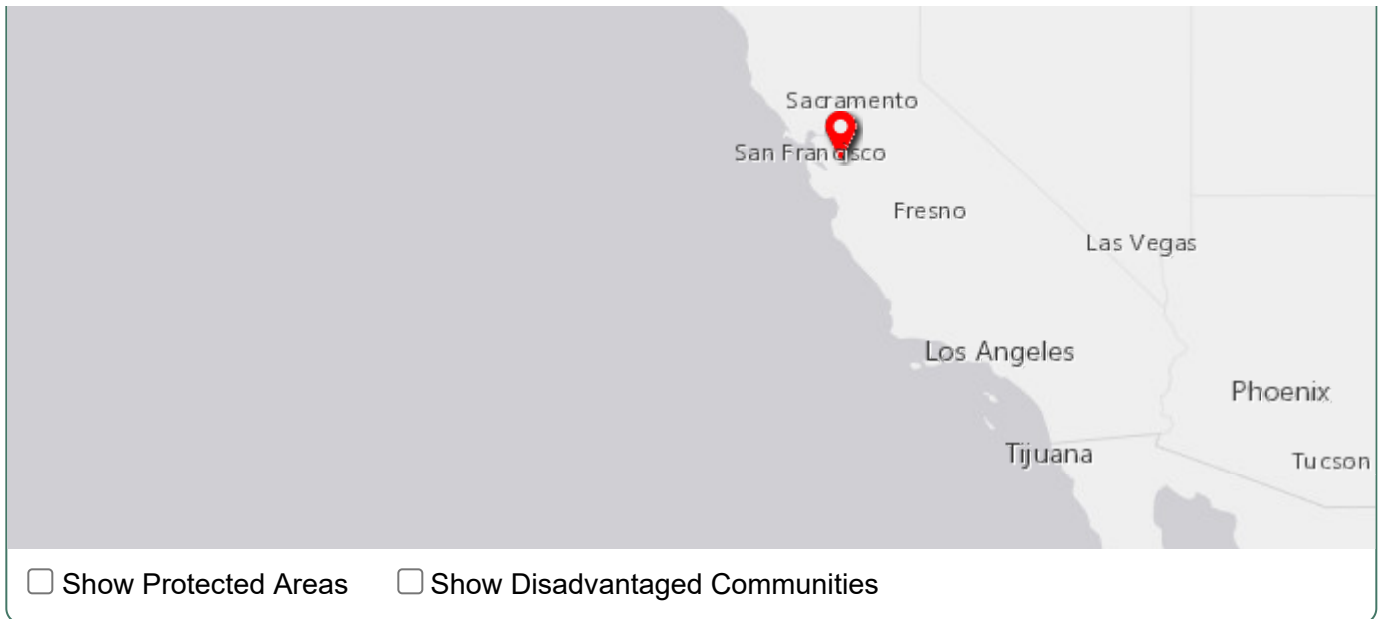 Sacramento
San Francisco
Fresno
Las Vegas
Los Angeles
Phoenix
Tijuana
Tucson
Show Protected Areas Show Disadvantaged Communities